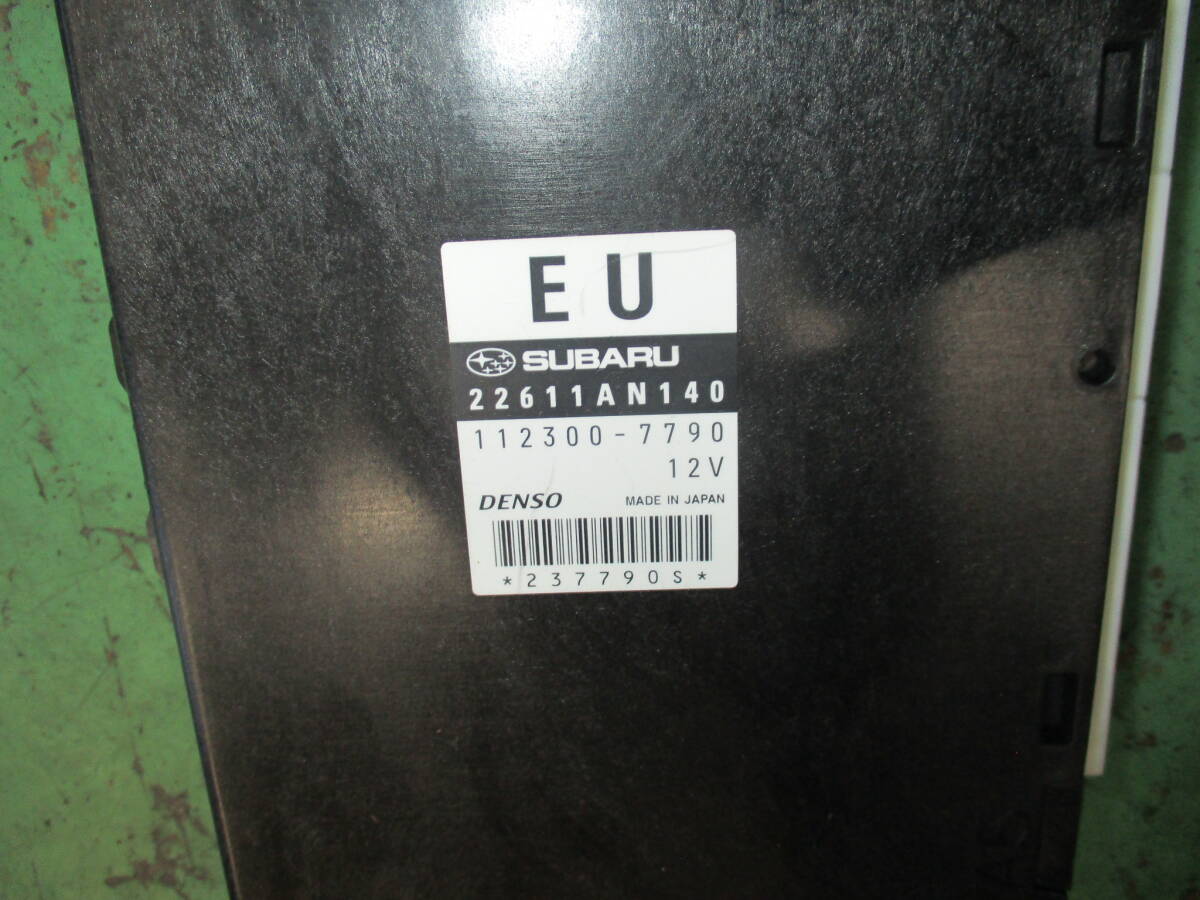 EU
SUBARU
22611AN140
112300-7790
12V
DENSO MADE IN JAPAN
*237790S*